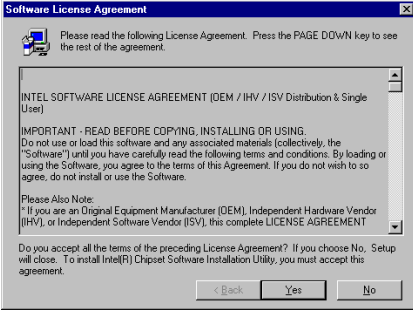 Software License Agreement
Please read the following License Agreement. Press the PAGE DOWN key to see
the rest of the agreement.
INTEL SOFTWARE LICENSE AGREEMENT (OEM / IHV / ISV Distribution & Single
User)
IMPORTANT - READ BEFORE COPYING, INSTALLING OR USING.
Do not use or load this software and any associated materials (collectively, the
"Software") until you have carefully read the following terms and conditions. By loading or
using the Software, you agree to the terms of this Agreement. If you do not wish to so
agree, do not install or use the Software.
Please Also Note:
* If you are an Original Equipment Manufacturer (OEM), Independent Hardware Vendor
(IHV), or Independent Software Vendor (ISV), this complete LICENSE AGREEMENT
Do you accept all the terms of the preceding License Agreement? If you choose No, Setup
will close. To install Intel(R) Chipset Software Installation Utility, you must accept this
agreement.
< Back
Yes
No